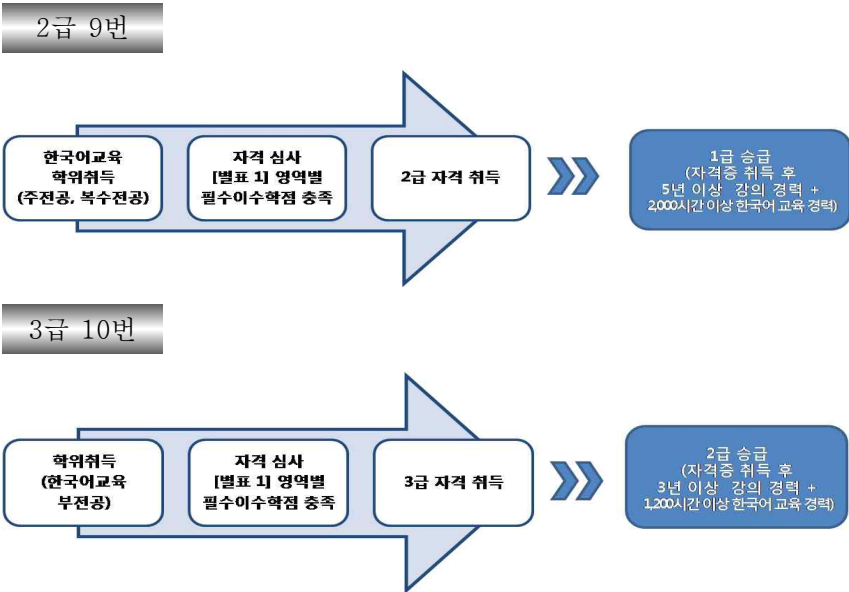 2급 9번
한국어교육
학위취득
(주전공, 복수전공)
자격 심사
[별표 1] 영역별
필수이수학점 충족
2급 자격 취득
1급 승급
(자격증 취득 후
5년 이상 강의 경력 +
2,000시간 이상 한국어 교육 경력)
3급 10번
학위취득
(한국어교육
부전공)
자격 심사
[별표 1] 영역별
필수이수학점 충족
3급 자격 취득
2급 승급
(자격증 취득 후
3년 이상 강의 경력 +
1,200시간 이상 한국어 교육 경력)